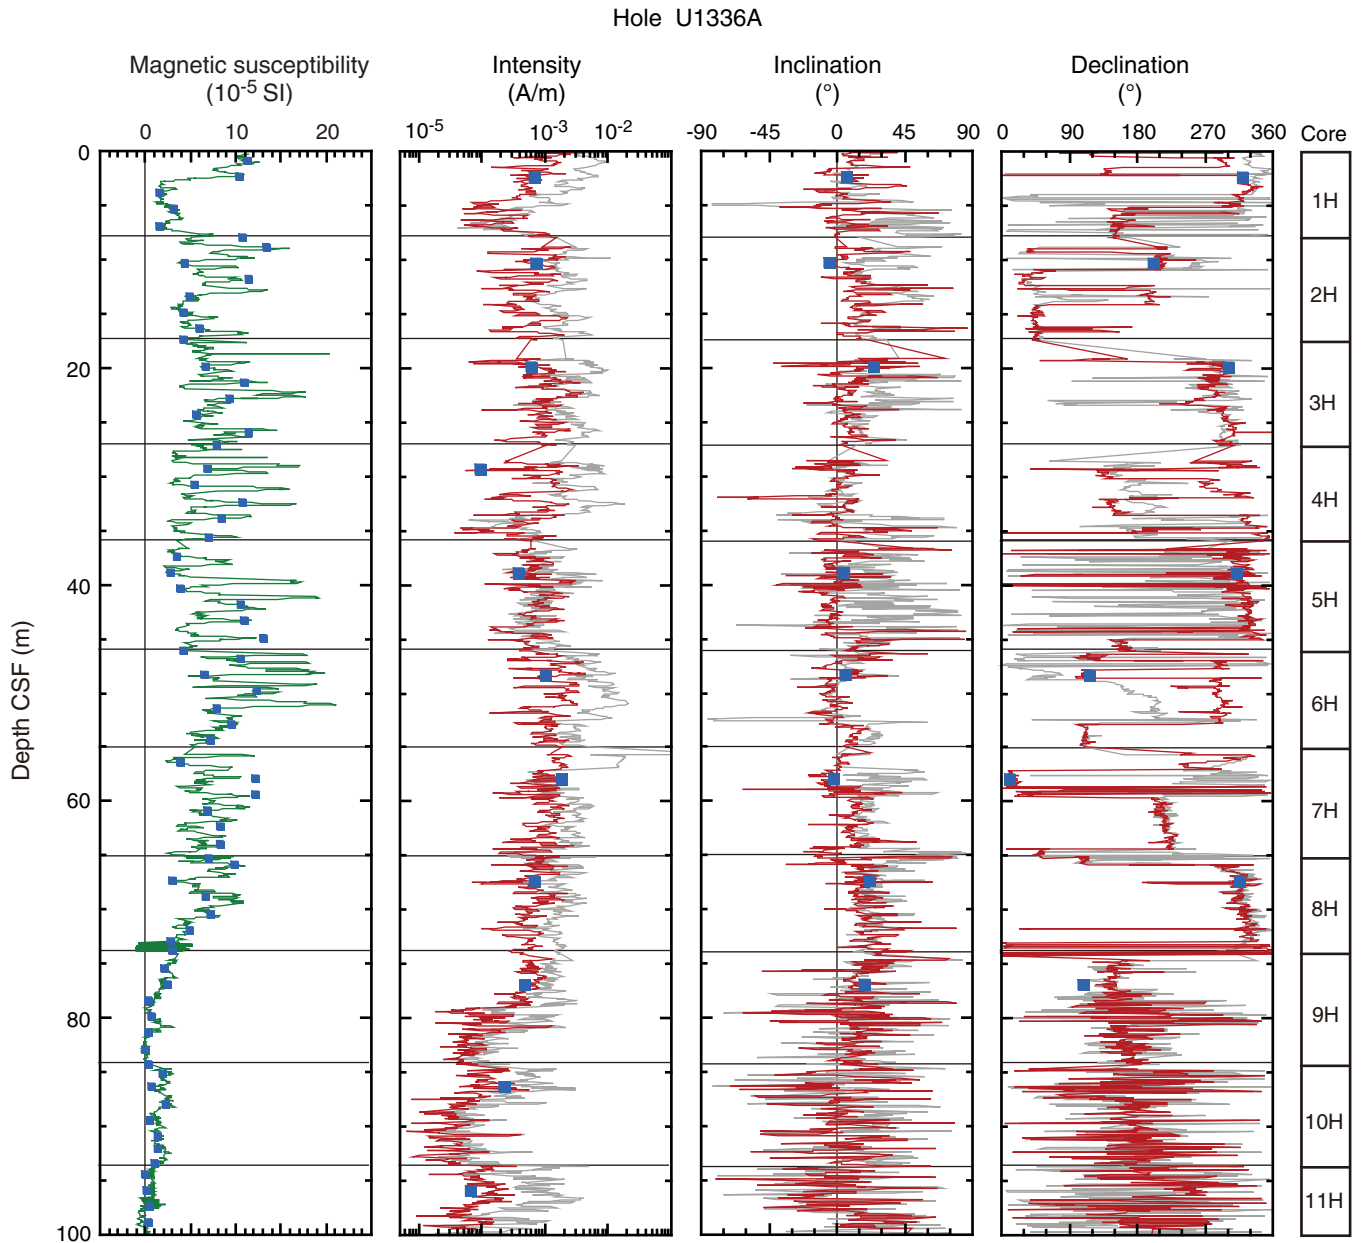 Hole U1336A
Magnetic susceptibility
(10⁻⁵ SI)
Intensity
(A/m)
Inclination
(°)
Declination
(°)
0 10 20
10⁻⁵ 10⁻³ 10⁻²
-90 -45 0 45 90
0 90 180 270 360
Core
0
20
40
60
80
100
Depth CSF (m)
1H
2H
3H
4H
5H
6H
7H
8H
9H
10H
11H